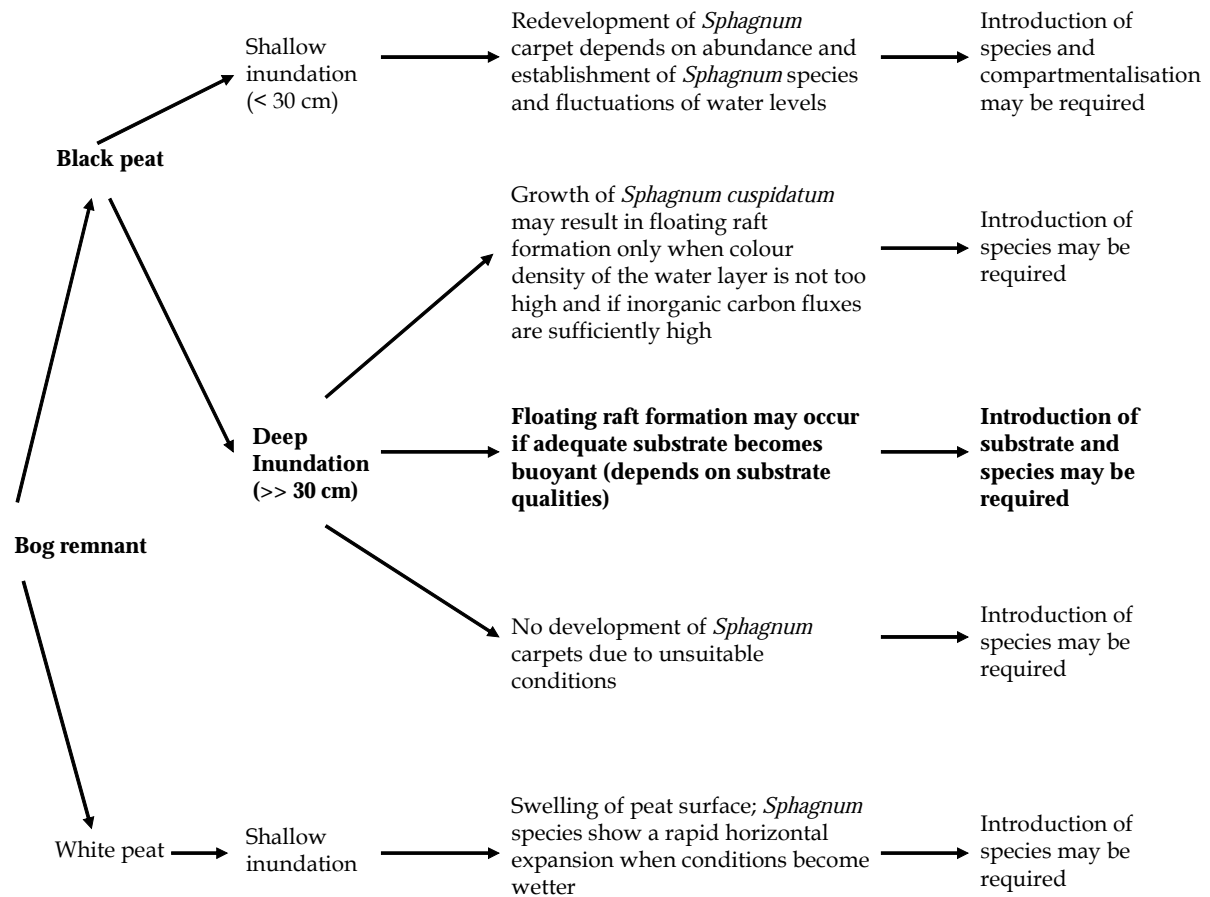 Shallow
inundation
(< 30 cm)
Redevelopment of Sphagnum
carpet depends on abundance and
establishment of Sphagnum species
and fluctuations of water levels
Introduction of
species and
compartmentalisation
may be required
Black peat
Growth of Sphagnum cuspidatum
may result in floating raft
formation only when colour
density of the water layer is not too
high and if inorganic carbon fluxes
are sufficiently high
Introduction of
species may be
required
Deep
Inundation
(>> 30 cm)
Floating raft formation may occur
if adequate substrate becomes
buoyant (depends on substrate
qualities)
Introduction of
substrate and
species may be
required
Bog remnant
No development of Sphagnum
carpets due to unsuitable
conditions
Introduction of
species may be
required
White peat
Shallow
inundation
Swelling of peat surface; Sphagnum
species show a rapid horizontal
expansion when conditions become
wetter
Introduction of
species may be
required